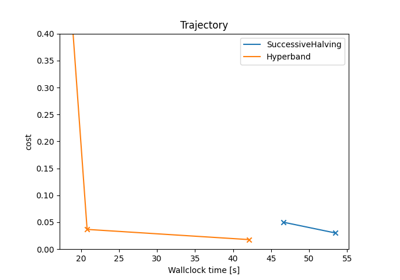 Trajectory
SuccessiveHalving
Hyperband
cost
0.40
0.35
0.30
0.25
0.20
0.15
0.10
0.05
0.00
20 25 30 35 40 45 50 55
Wallclock time [s]